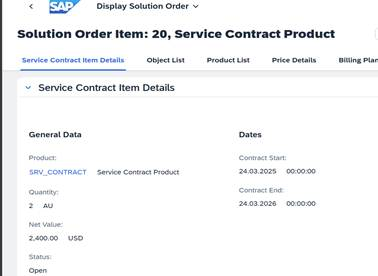 SAP Display Solution Order
Solution Order Item: 20, Service Contract Product
Service Contract Item Details Object List Product List Price Details Billing Plan
Service Contract Item Details
General Data Dates
Product: Contract Start:
SRV_CONTRACT Service Contract Product 24.03.2025 00:00:00
Quantity: Contract End:
2 AU 24.03.2026 00:00:00
Net Value:
2,400.00 USD
Status:
Open